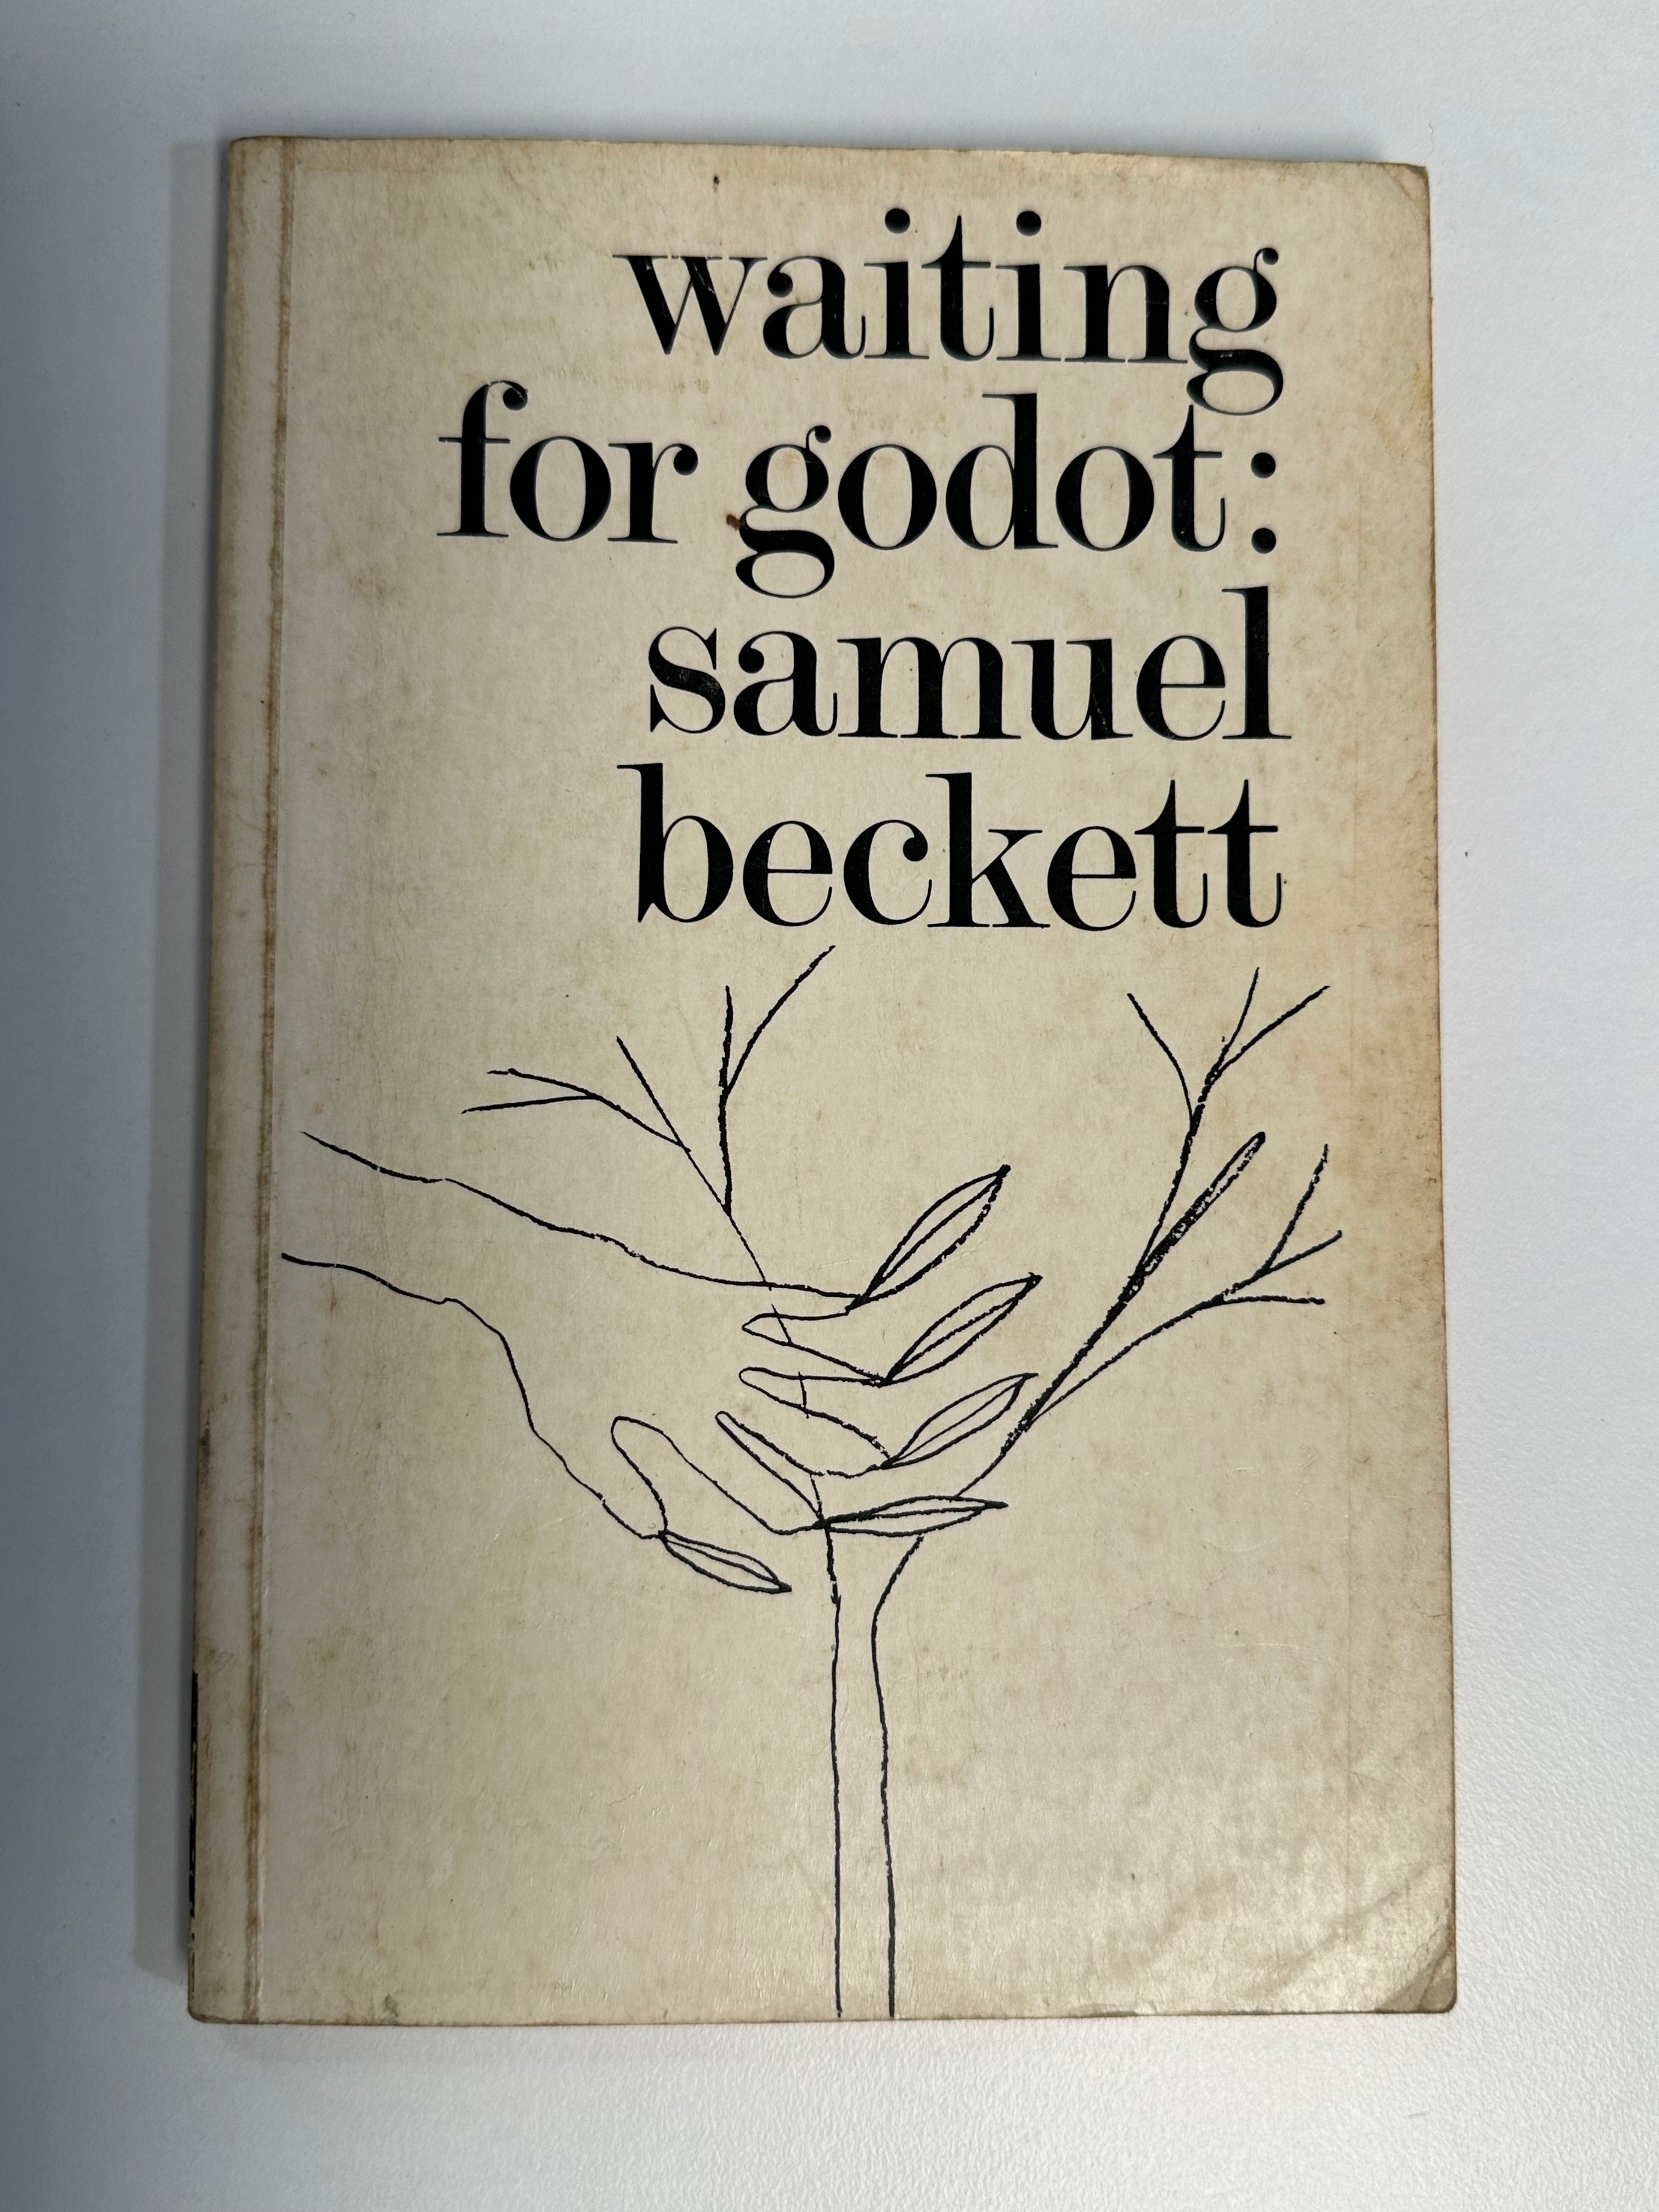 waiting
for godot:
samuel
beckett